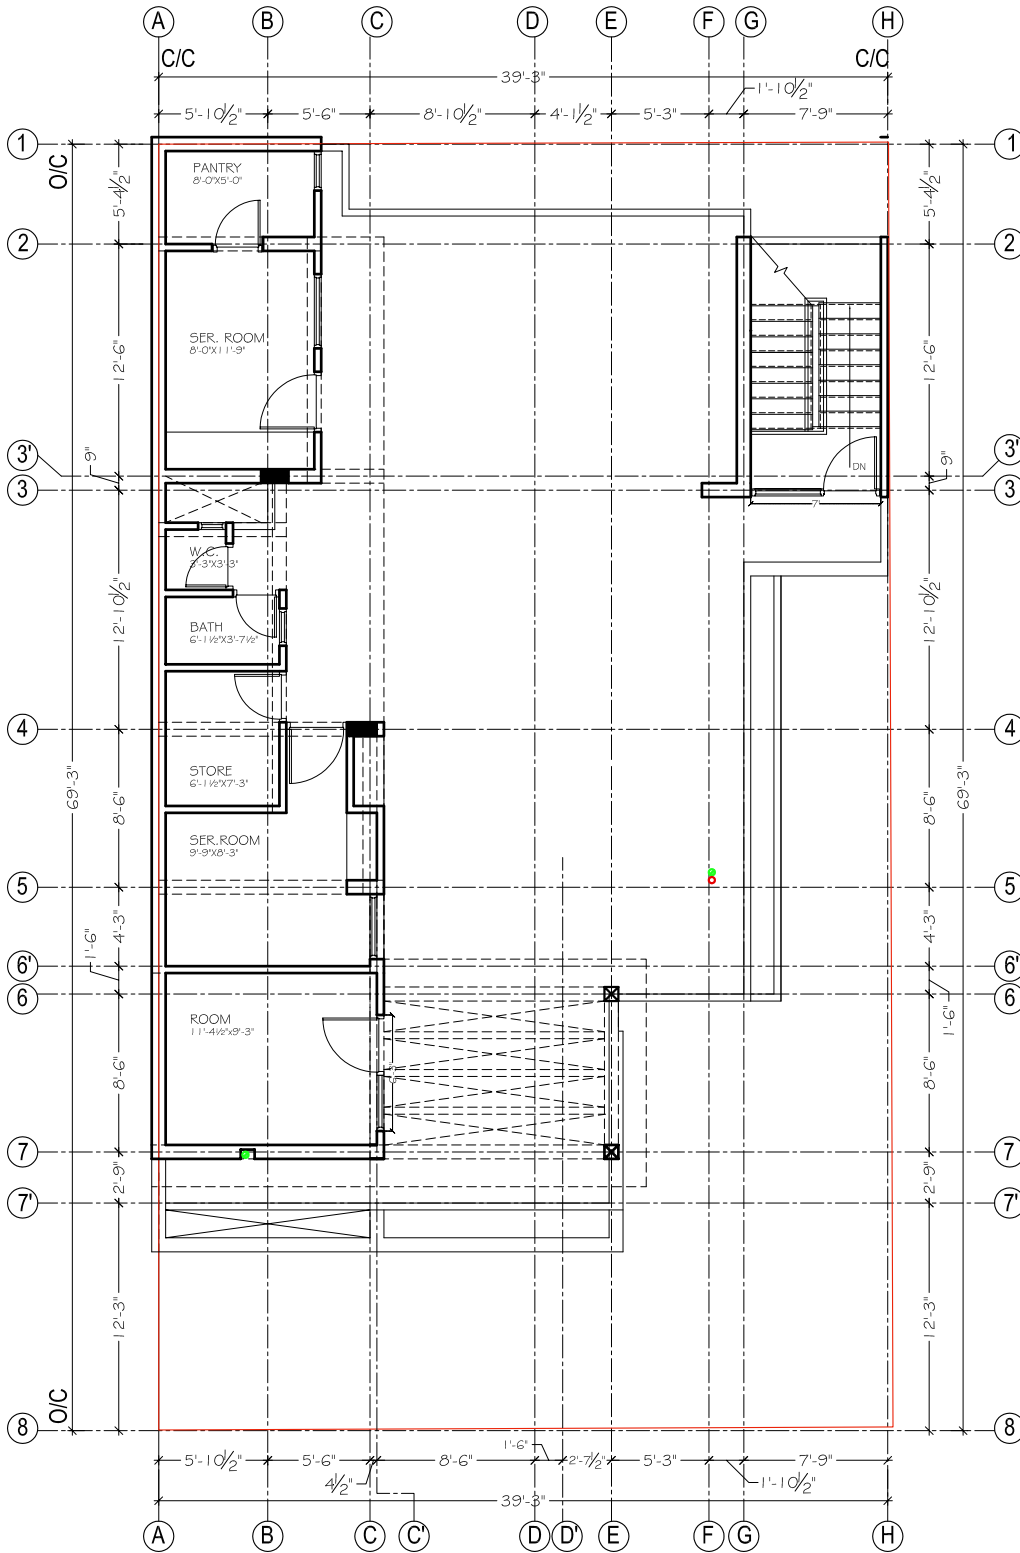 A B C D E F G H
C/C C/C
39'-3"
1'-10½"
5'-10½" 5'-6" 8'-10½" 4'-1½" 5'-3" 7'-9"
1 1
O/C
PANTRY
8'-0"X5'-0"
5'-4½" 5'-4½"
2 2
SER. ROOM
8'-0"X11'-9"
12'-6" 12'-6"
3' 3'
9" 9"
DN
3 3
7'
W.C.
3'-3"X3'-3"
12'-10½" 12'-10½"
BATH
6'-1½"X3'-7½"
4 4
STORE
6'-1½"X7'-3"
69'-3" 69'-3"
8'-6" 8'-6"
SER.ROOM
9'-9"X8'-3"
5 5
4'-3" 4'-3"
1'-6"
6' 6'
6 6
ROOM
11'-4½"x9'-3"
1'-6"
8'-6" 8'-6"
7 7
2'-9" 2'-9"
7' 7'
12'-3" 12'-3"
O/C
8 8
5'-10½" 5'-6" 8'-6" 1'-6" 2'-7½" 5'-3" 7'-9"
4½" 1'-10½"
39'-3"
A B C C' D D' E F G H